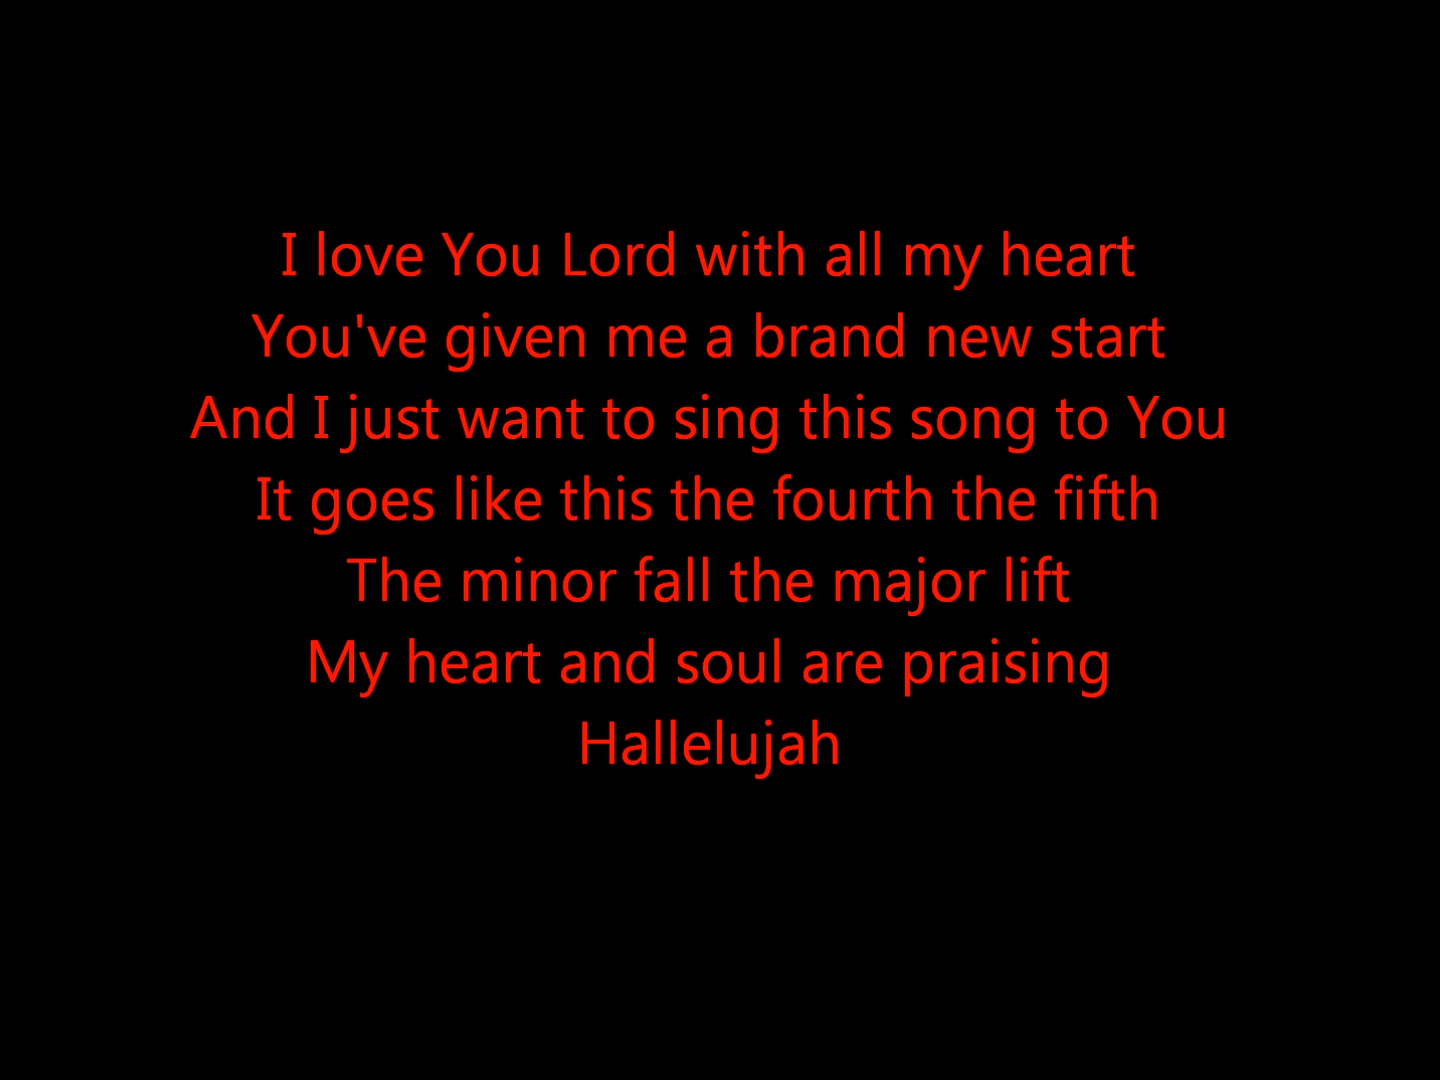 I love You Lord with all my heart
You've given me a brand new start
And I just want to sing this song to You
It goes like this the fourth the fifth
The minor fall the major lift
My heart and soul are praising
Hallelujah